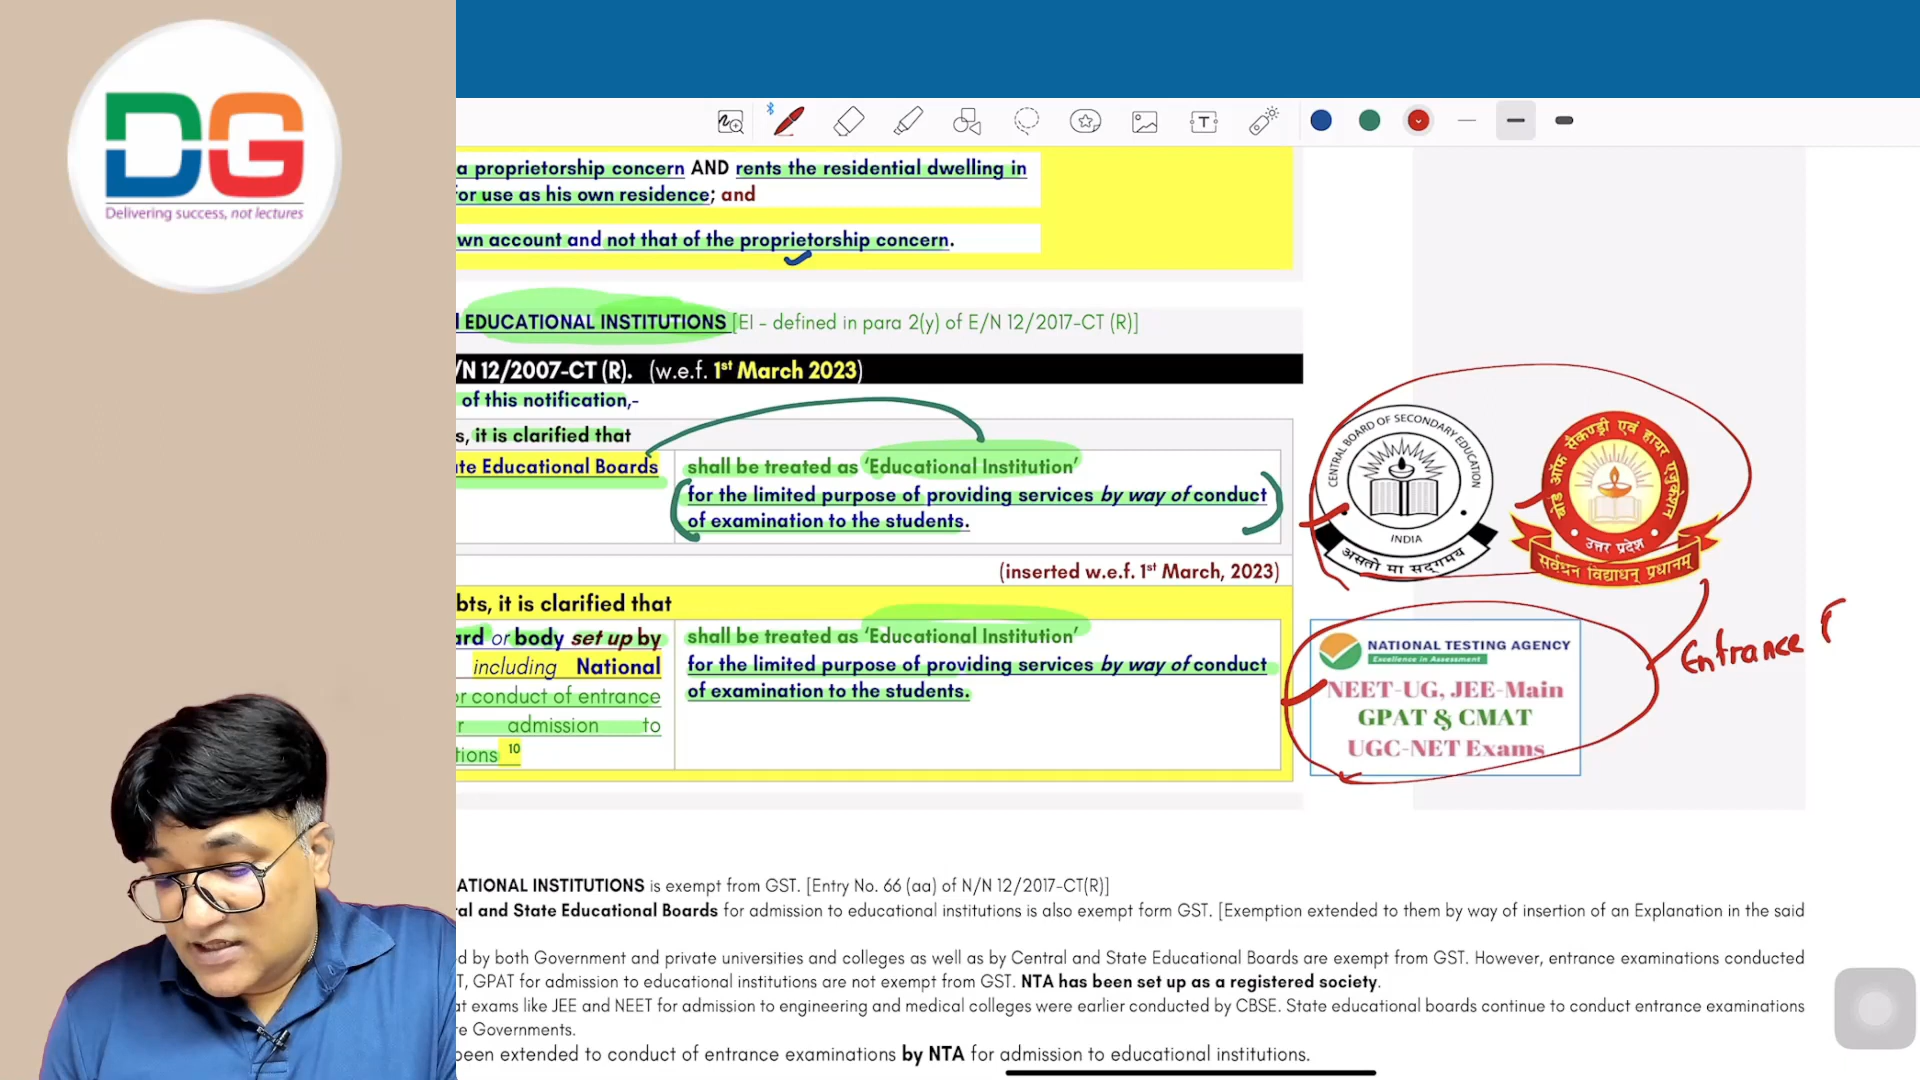 DG
Delivering success, not lectures
a proprietorship concern AND rents the residential dwelling in
for use as his own residence; and
wn account and not that of the proprietorship concern.
EDUCATIONAL INSTITUTIONS [EI - defined in para 2(y) of E/N 12/2017-CT (R)]
/N 12/2007-CT (R). (w.e.f. 1st March 2023)
of this notification,-
s, it is clarified that
te Educational Boards
shall be treated as ‘Educational Institution’
for the limited purpose of providing services by way of conduct
of examination to the students.
(inserted w.e.f. 1st March, 2023)
bts, it is clarified that
ard or body set up by
including National
or conduct of entrance
r admission to
tions 10
shall be treated as ‘Educational Institution’
for the limited purpose of providing services by way of conduct
of examination to the students.
CENTRAL BOARD OF SECONDARY EDUCATION
INDIA
असतो मा सद्गमय
बोर्ड ऑफ सैकेण्ड्री एवं हायर एजुकेशन
उत्तर प्रदेश
सर्वधन विद्याधन् प्रधानम्
NATIONAL TESTING AGENCY
Excellence in Assessment
NEET-UG, JEE-Main
GPAT & CMAT
UGC-NET Exams
Entrance
ATIONAL INSTITUTIONS is exempt from GST. [Entry No. 66 (aa) of N/N 12/2017-CT(R)]
al and State Educational Boards for admission to educational institutions is also exempt form GST. [Exemption extended to them by way of insertion of an Explanation in the said
d by both Government and private universities and colleges as well as by Central and State Educational Boards are exempt from GST. However, entrance examinations conducted
T, GPAT for admission to educational institutions are not exempt from GST. NTA has been set up as a registered society.
at exams like JEE and NEET for admission to engineering and medical colleges were earlier conducted by CBSE. State educational boards continue to conduct entrance examinations
e Governments.
been extended to conduct of entrance examinations by NTA for admission to educational institutions.